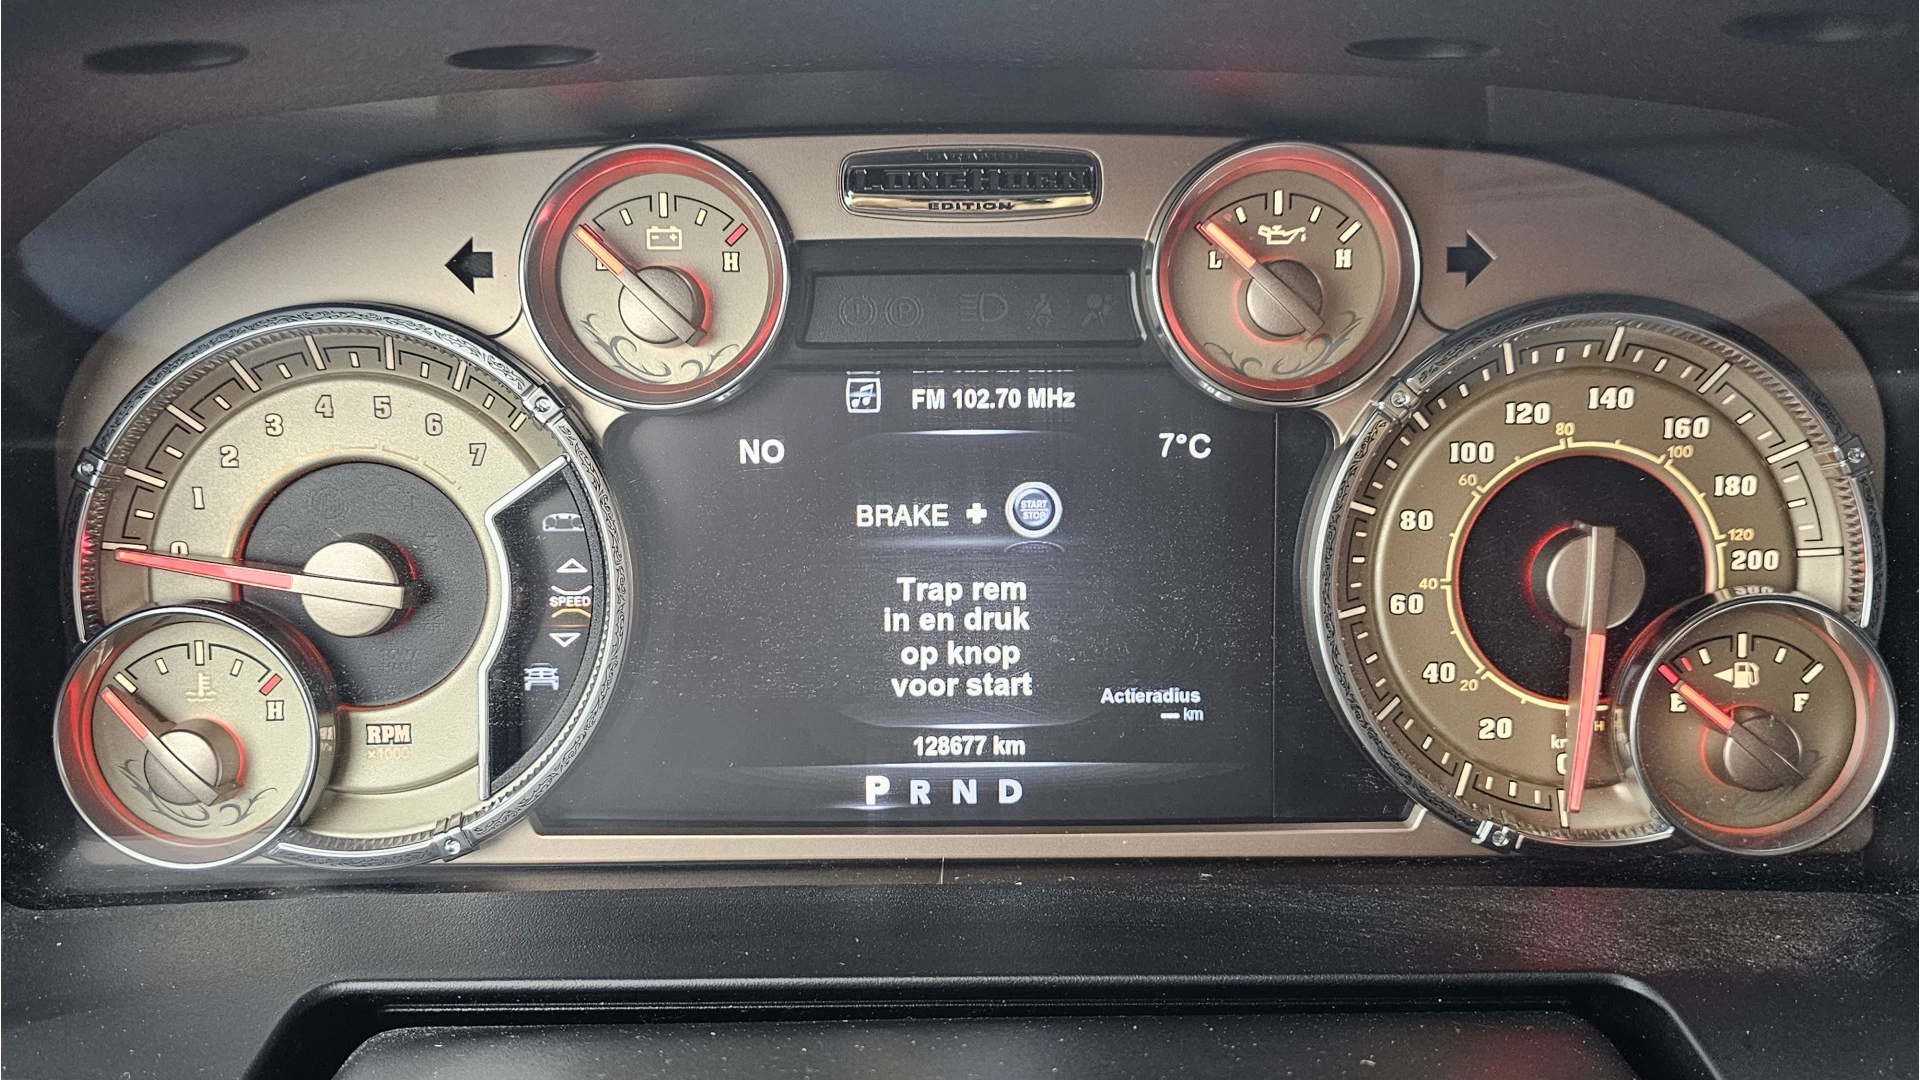 LONGHORN
EDITION
H
L
H
FM 102.70 MHz
NO
7°C
BRAKE + START STOP
Trap rem
in en druk
op knop
voor start
Actieradius
-- km
128677 km
P R N D
0
1
2
3
4
5
6
7
RPM
x1000
SPEED
H
20
40
60
80
100
120
140
160
180
200
20
40
60
80
100
120
E
F